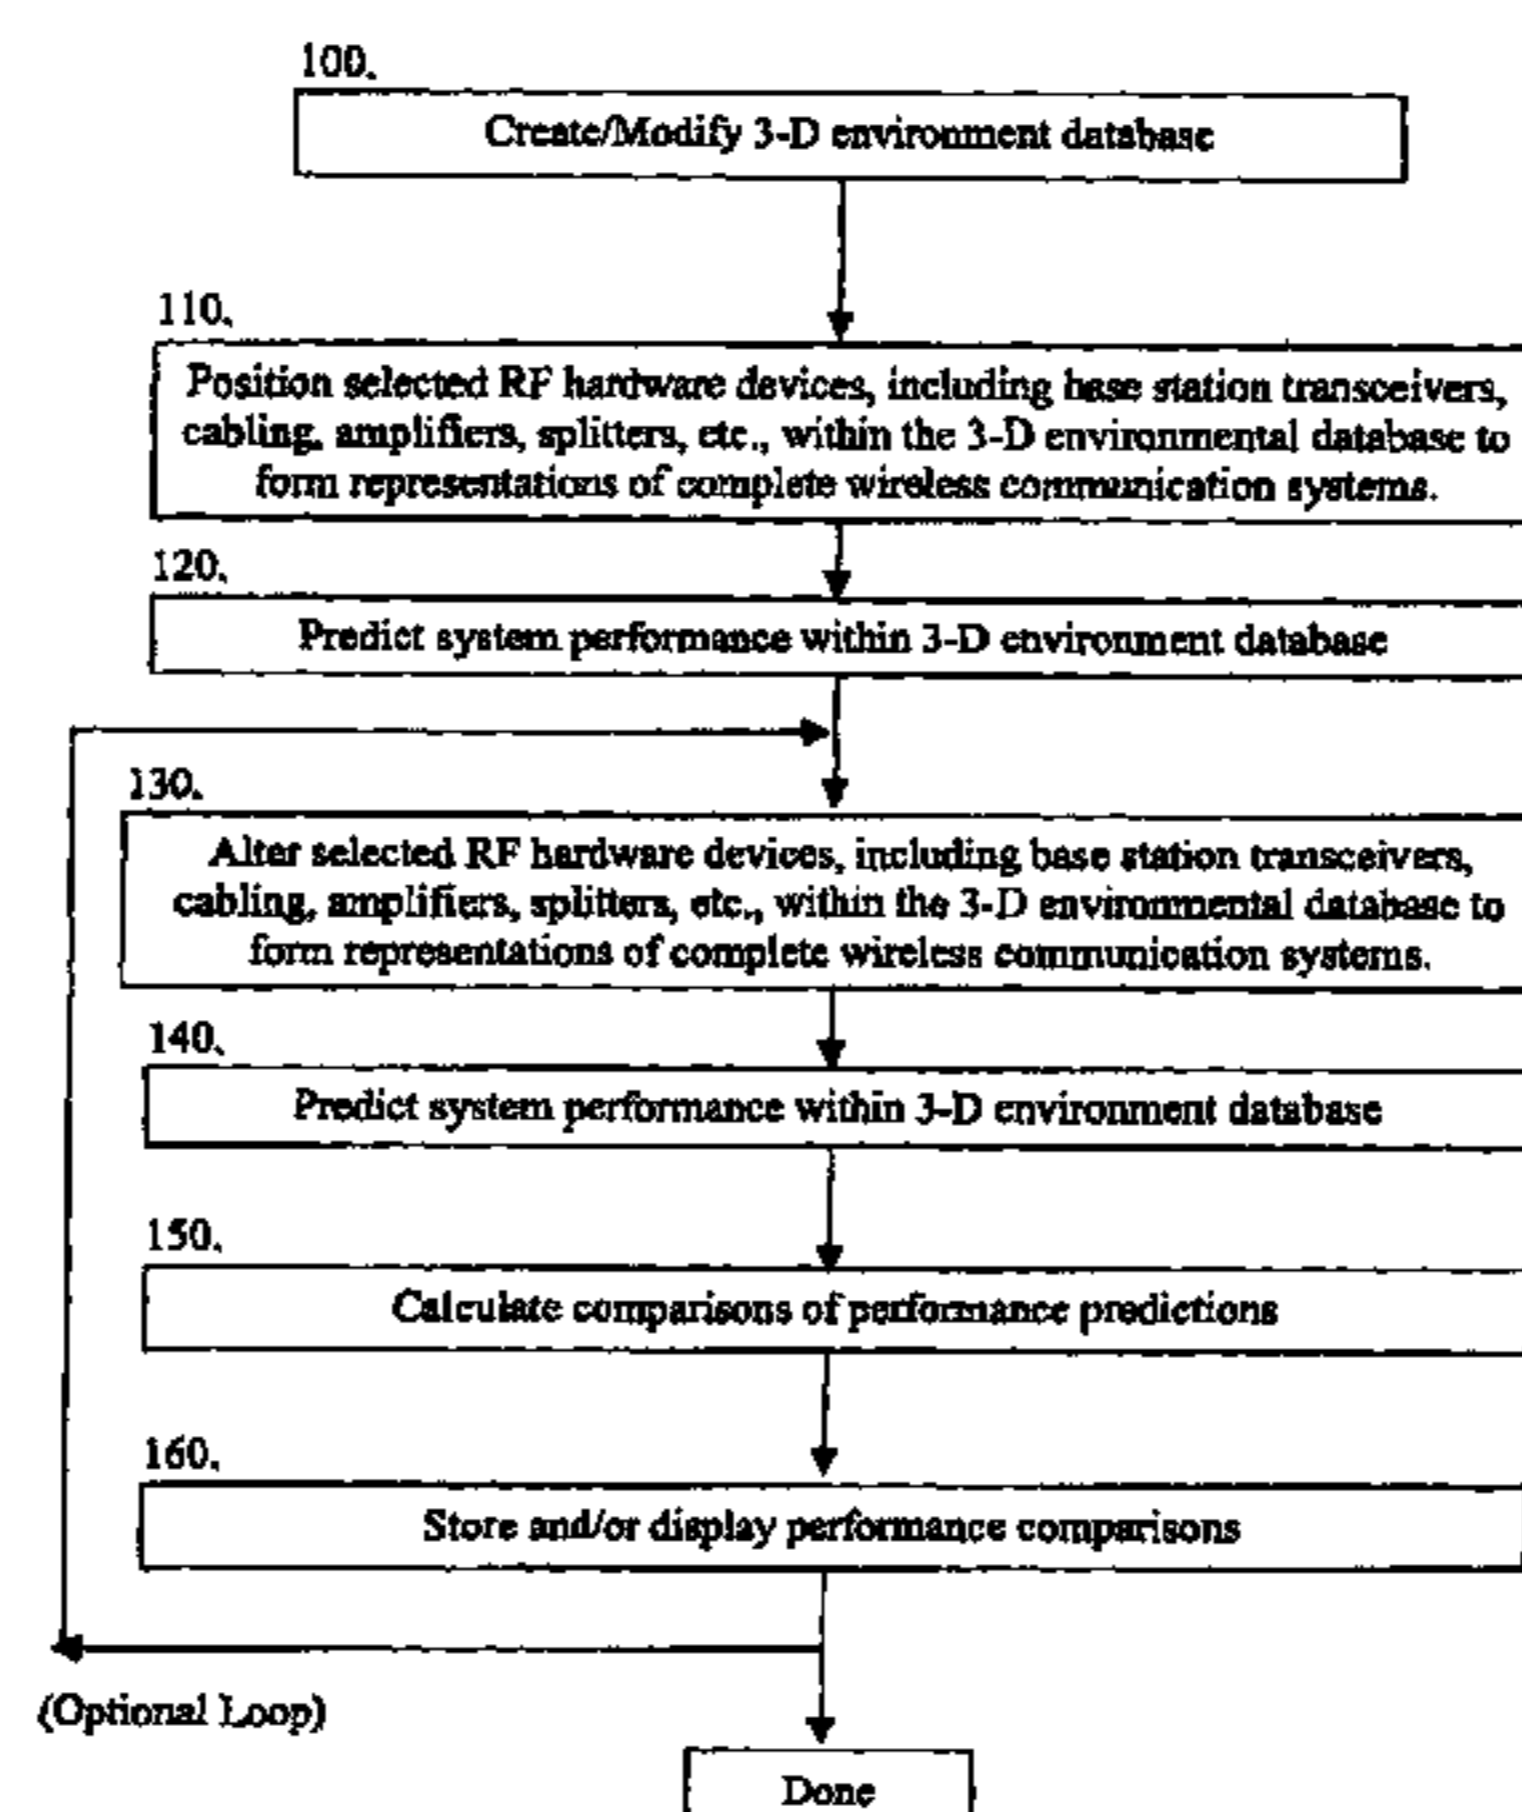 100.
Create/Modify 3-D environment database
110.
Position selected RF hardware devices, including base station transceivers,
cabling, amplifiers, splitters, etc., within the 3-D environmental database to
form representations of complete wireless communication systems.
120.
Predict system performance within 3-D environment database
130.
Alter selected RF hardware devices, including base station transceivers,
cabling, amplifiers, splitters, etc., within the 3-D environmental database to
form representations of complete wireless communication systems.
140.
Predict system performance within 3-D environment database
150.
Calculate comparisons of performance predictions
160.
Store and/or display performance comparisons
(Optional Loop)
Done